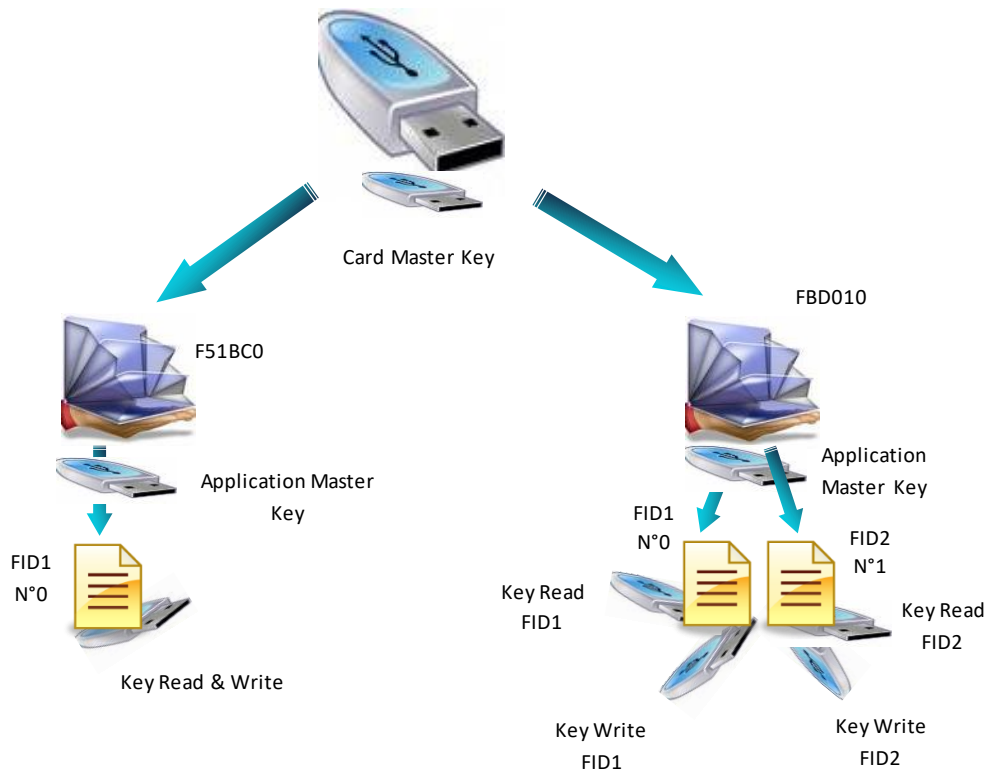 Card Master Key
FBD010
F51BC0
Application Master
Key
Application
Master Key
FID1
N°0
FID1
N°0
FID2
N°1
Key Read
FID1
Key Read
FID2
Key Read & Write
Key Write
FID1
Key Write
FID2